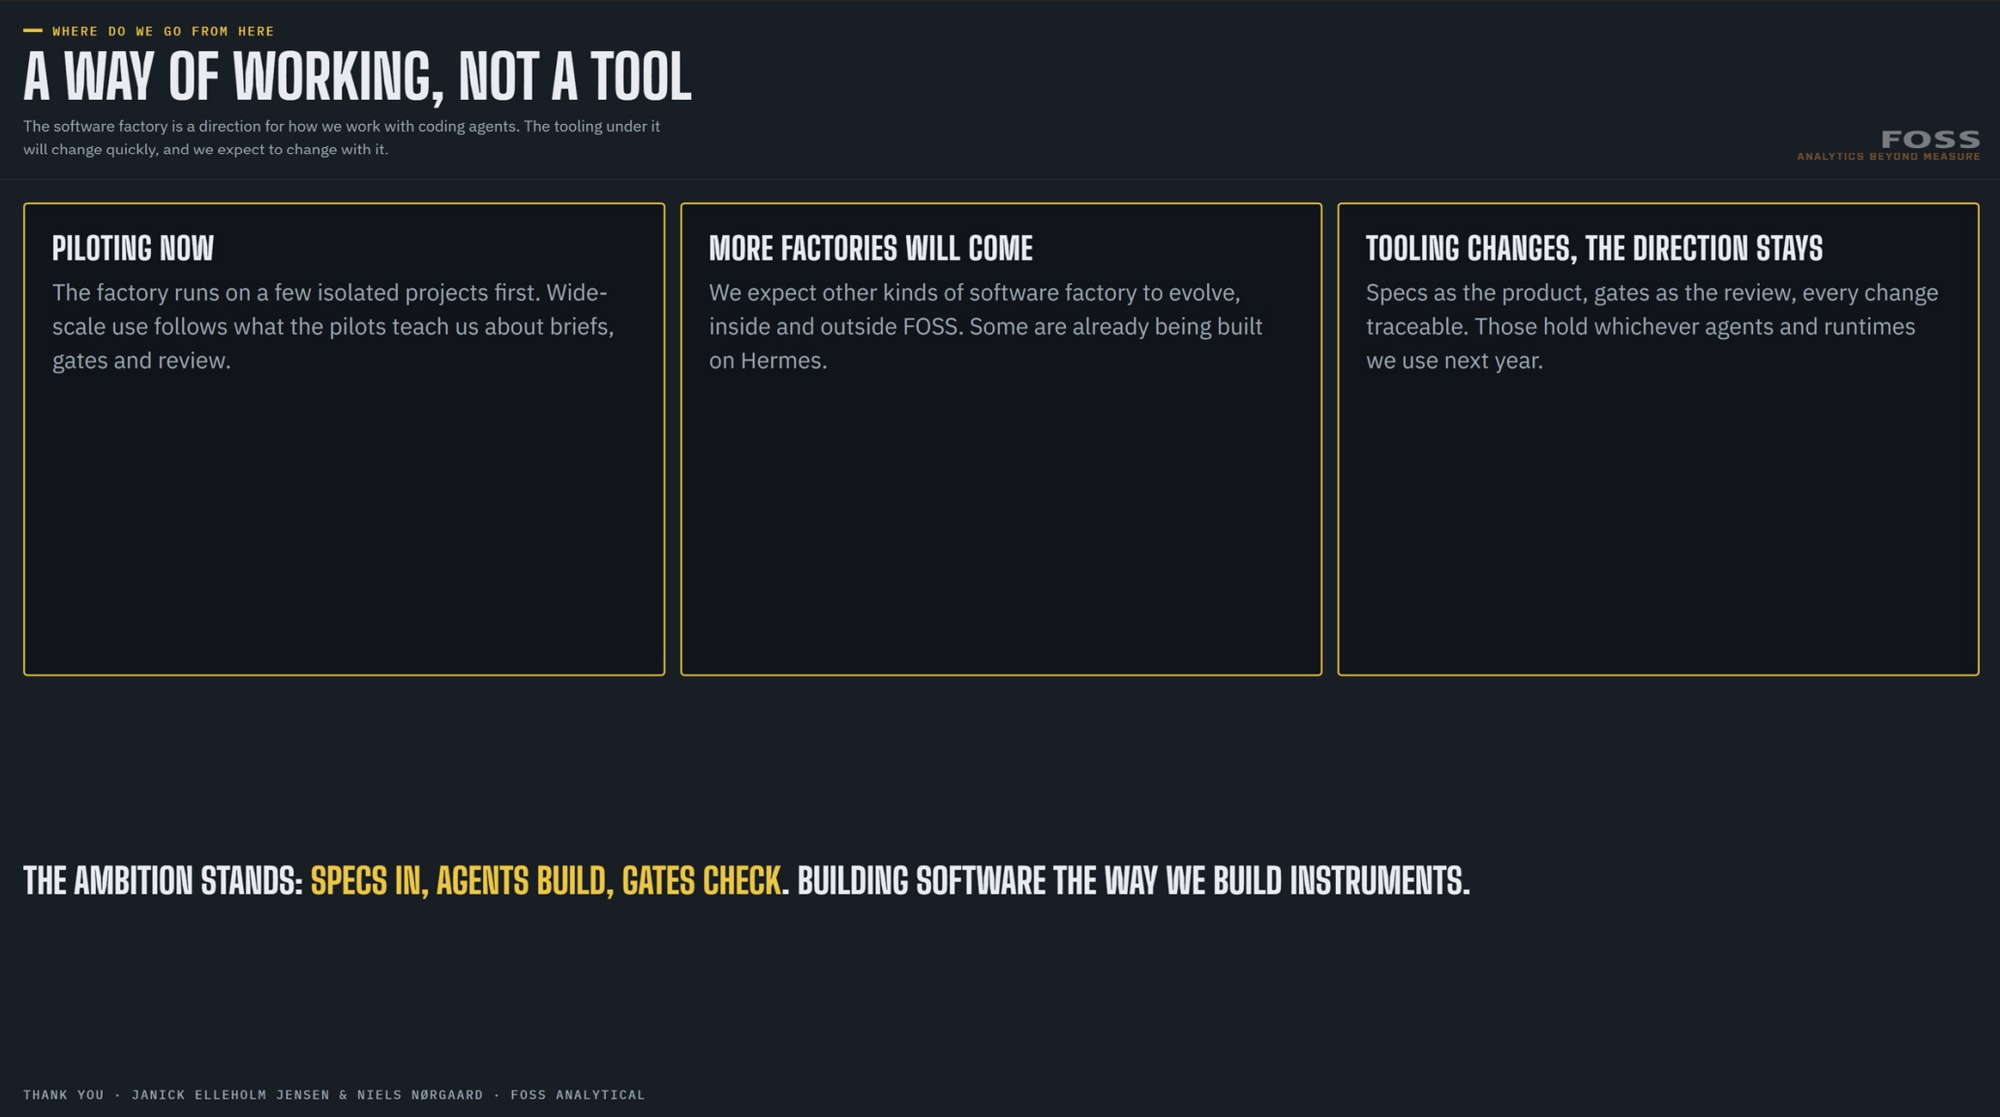 WHERE DO WE GO FROM HERE
A WAY OF WORKING, NOT A TOOL
The software factory is a direction for how we work with coding agents. The tooling under it
will change quickly, and we expect to change with it.
FOSS
ANALYTICS BEYOND MEASURE
PILOTING NOW
The factory runs on a few isolated projects first. Wide-
scale use follows what the pilots teach us about briefs,
gates and review.
MORE FACTORIES WILL COME
We expect other kinds of software factory to evolve,
inside and outside FOSS. Some are already being built
on Hermes.
TOOLING CHANGES, THE DIRECTION STAYS
Specs as the product, gates as the review, every change
traceable. Those hold whichever agents and runtimes
we use next year.
THE AMBITION STANDS: SPECS IN, AGENTS BUILD, GATES CHECK. BUILDING SOFTWARE THE WAY WE BUILD INSTRUMENTS.
THANK YOU · JANICK ELLEHOLM JENSEN & NIELS NØRGAARD · FOSS ANALYTICAL